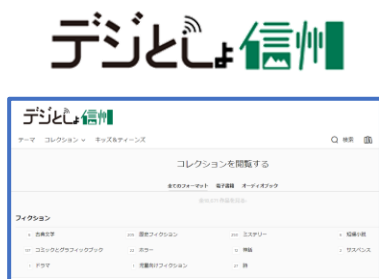 デジとしょ信州
デジとしょ信州
テーマ コレクション キッズ&ティーンズ 検索
コレクションを閲覧する
全てのフォーマット 電子書籍 オーディオブック
フィクション
古典文学 歴史フィクション ミステリー 短編小説
コミックとグラフィックブック ホラー 神話 サスペンス
ドラマ 児童向けフィクション 詩